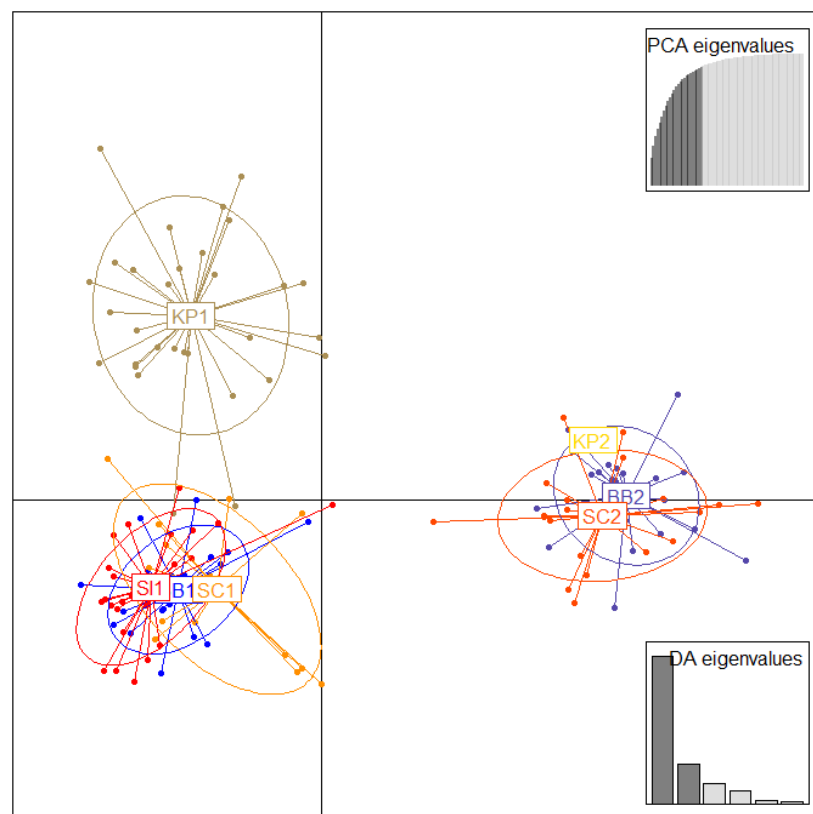 PCA eigenvalues
KP1
KP2
BB2
SC2
SI1
B1
SC1
DA eigenvalues